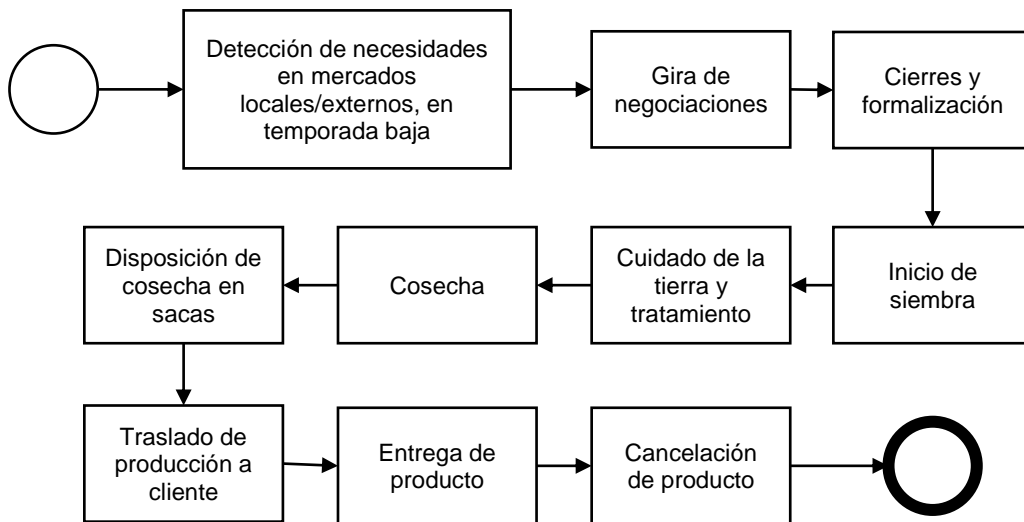 Detección de necesidades
en mercados
locales/externos, en
temporada baja
Gira de
negociaciones
Cierres y
formalización
Inicio de
siembra
Cuidado de la
tierra y
tratamiento
Cosecha
Disposición de
cosecha en
sacas
Traslado de
producción a
cliente
Entrega de
producto
Cancelación
de producto